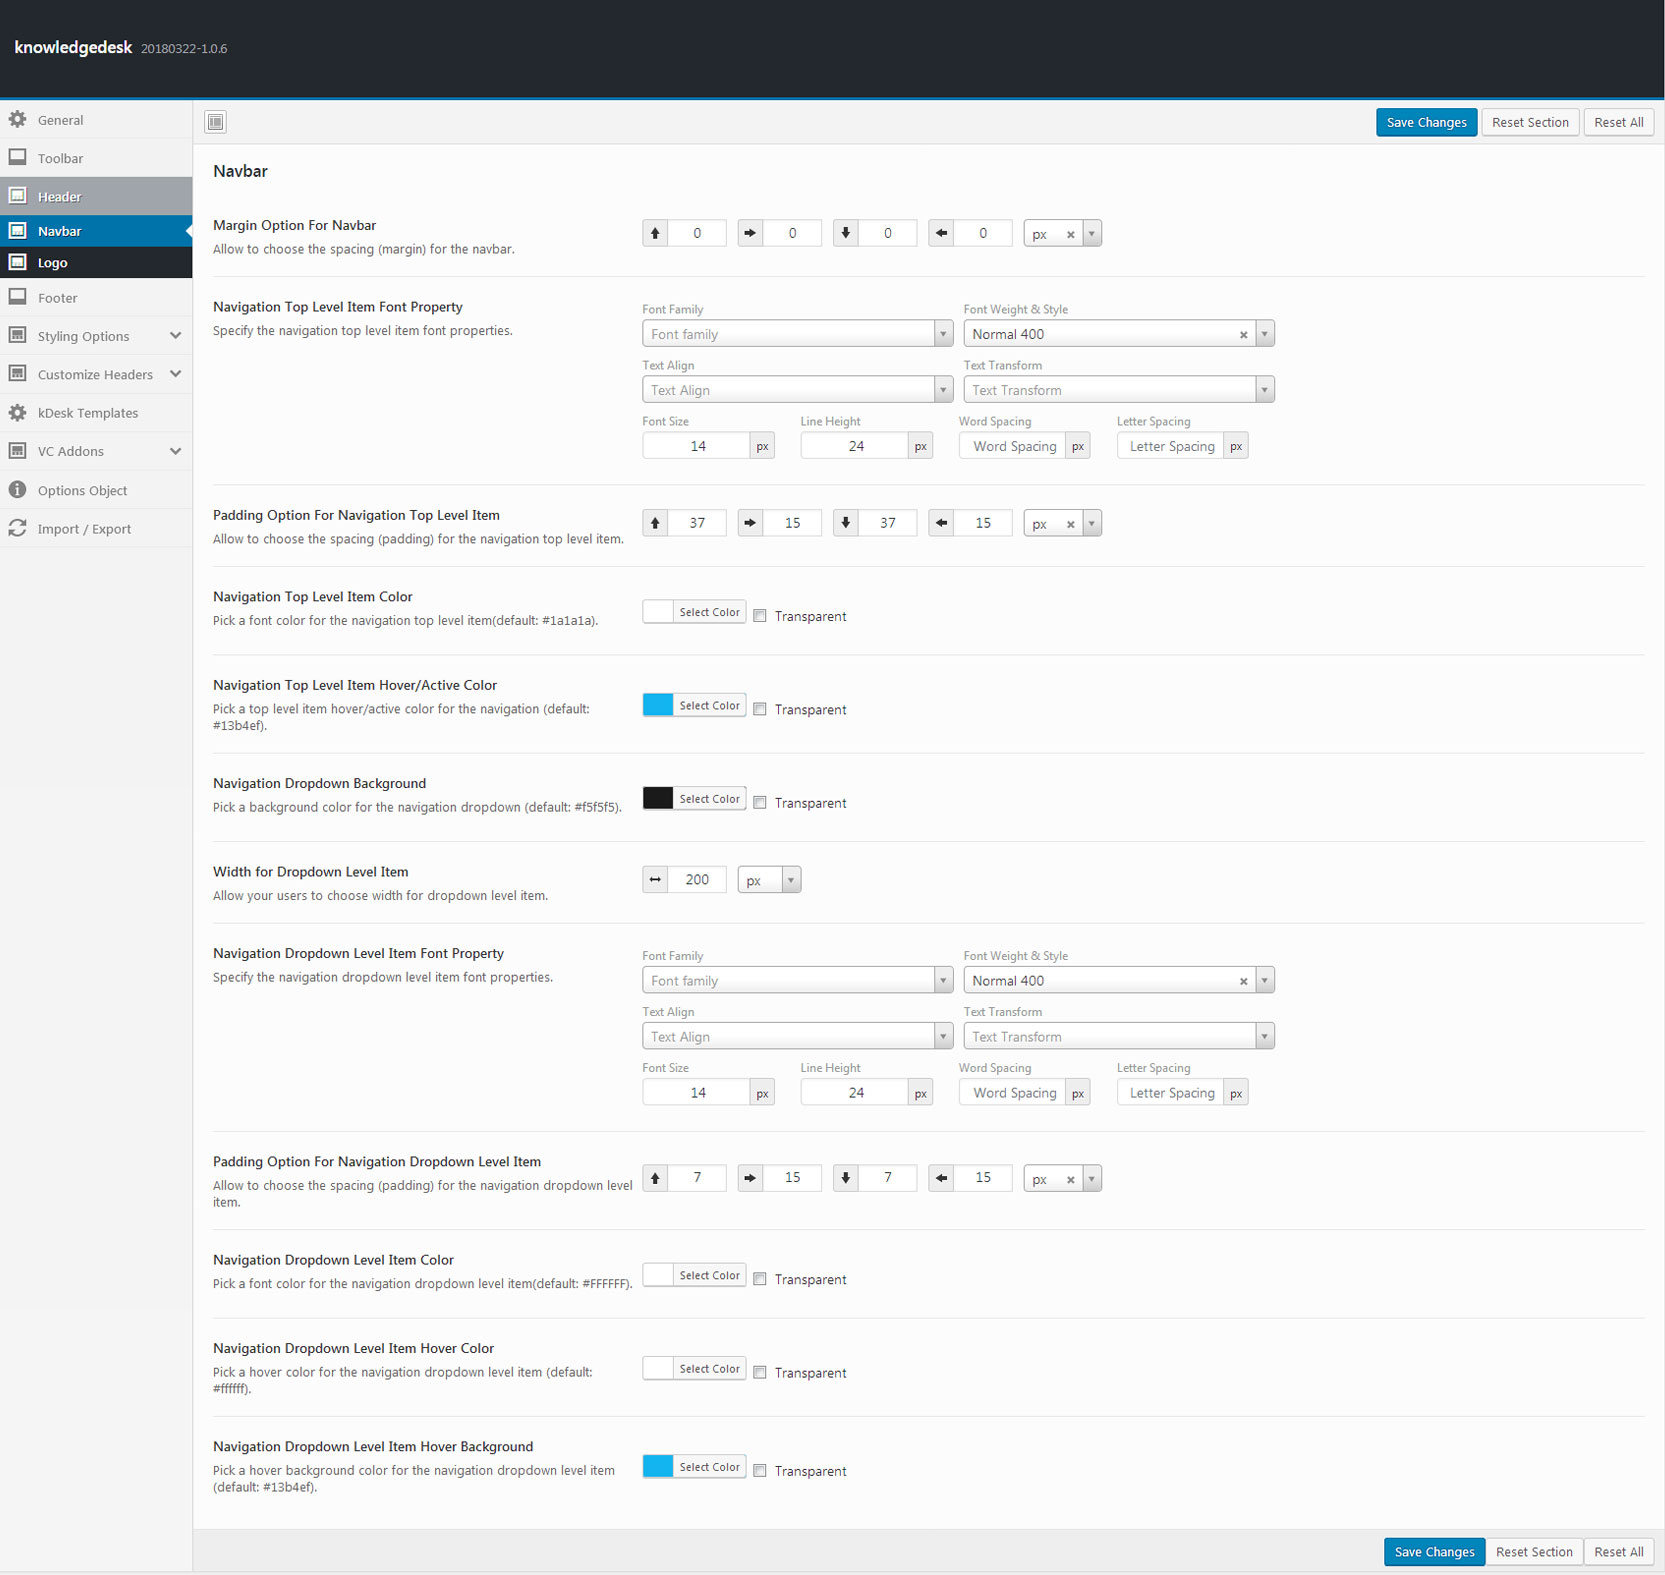 knowledgedesk 20180322-1.0.6
General
Toolbar
Header
Navbar
Logo
Footer
Styling Options
Customize Headers
kDesk Templates
VC Addons
Options Object
Import / Export
Save Changes Reset Section Reset All
Navbar
Margin Option For Navbar
Allow to choose the spacing (margin) for the navbar.
0 0 0 0 px
Navigation Top Level Item Font Property
Specify the navigation top level item font properties.
Font Family Font Weight & Style
Font family Normal 400
Text Align Text Transform
Text Align Text Transform
Font Size Line Height Word Spacing Letter Spacing
14 px 24 px Word Spacing px Letter Spacing px
Padding Option For Navigation Top Level Item
Allow to choose the spacing (padding) for the navigation top level item.
37 15 37 15 px
Navigation Top Level Item Color
Pick a font color for the navigation top level item(default: #1a1a1a).
Select Color Transparent
Navigation Top Level Item Hover/Active Color
Pick a top level item hover/active color for the navigation (default:
#13b4ef).
Select Color Transparent
Navigation Dropdown Background
Pick a background color for the navigation dropdown (default: #f5f5f5).
Select Color Transparent
Width for Dropdown Level Item
Allow your users to choose width for dropdown level item.
200 px
Navigation Dropdown Level Item Font Property
Specify the navigation dropdown level item font properties.
Font Family Font Weight & Style
Font family Normal 400
Text Align Text Transform
Text Align Text Transform
Font Size Line Height Word Spacing Letter Spacing
14 px 24 px Word Spacing px Letter Spacing px
Padding Option For Navigation Dropdown Level Item
Allow to choose the spacing (padding) for the navigation dropdown level
item.
7 15 7 15 px
Navigation Dropdown Level Item Color
Pick a font color for the navigation dropdown level item(default: #FFFFFF).
Select Color Transparent
Navigation Dropdown Level Item Hover Color
Pick a hover color for the navigation dropdown level item (default:
#ffffff).
Select Color Transparent
Navigation Dropdown Level Item Hover Background
Pick a hover background color for the navigation dropdown level item
(default: #13b4ef).
Select Color Transparent
Save Changes Reset Section Reset All